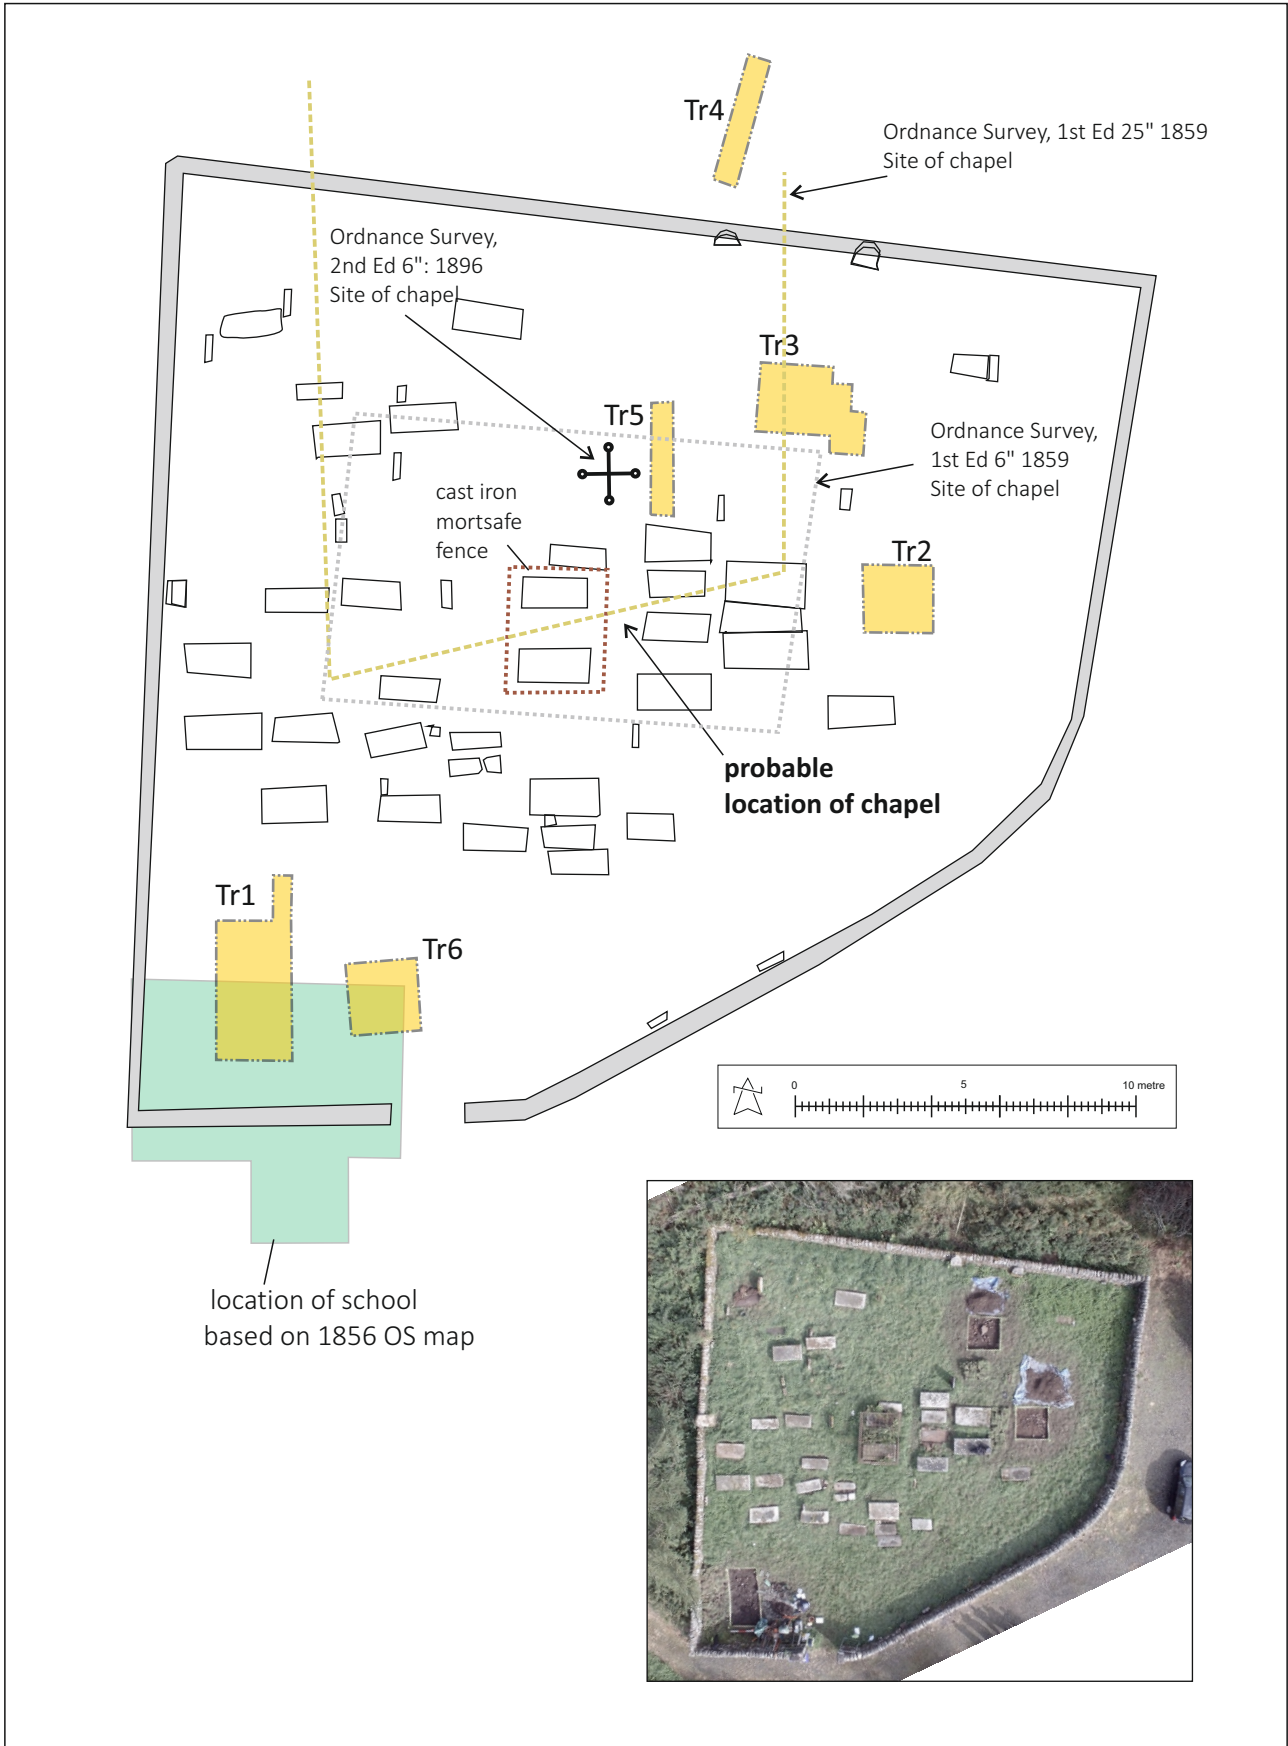 Tr4
Ordnance Survey, 1st Ed 25" 1859
Site of chapel
Ordnance Survey,
2nd Ed 6": 1896
Site of chapel
Tr3
Tr5
Ordnance Survey,
1st Ed 6" 1859
Site of chapel
cast iron
mortsafe
fence
Tr2
probable
location of chapel
Tr1
Tr6
0 5 10 metre
location of school
based on 1856 OS map